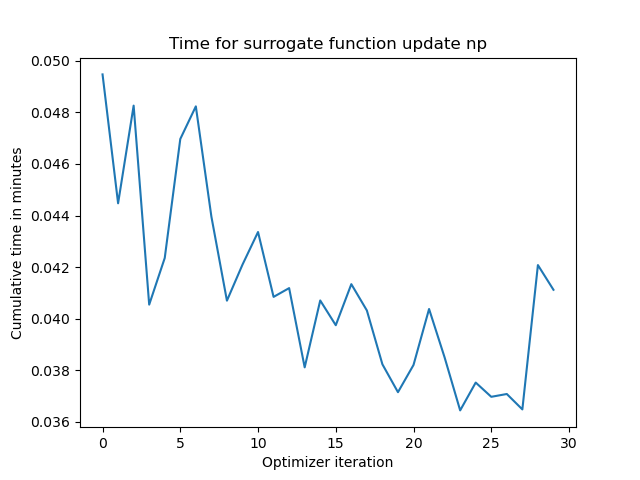 Time for surrogate function update np
Cumulative time in minutes
0.050
0.048
0.046
0.044
0.042
0.040
0.038
0.036
0 5 10 15 20 25 30
Optimizer iteration